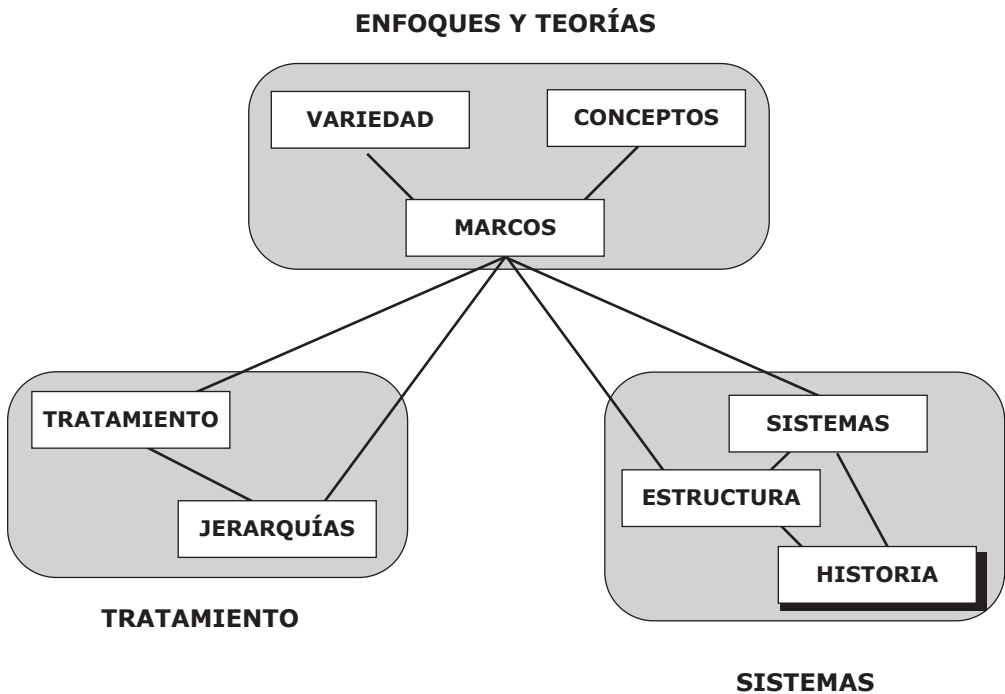 ENFOQUES Y TEORÍAS
VARIEDAD
CONCEPTOS
MARCOS
TRATAMIENTO
JERARQUÍAS
TRATAMIENTO
SISTEMAS
ESTRUCTURA
HISTORIA
SISTEMAS